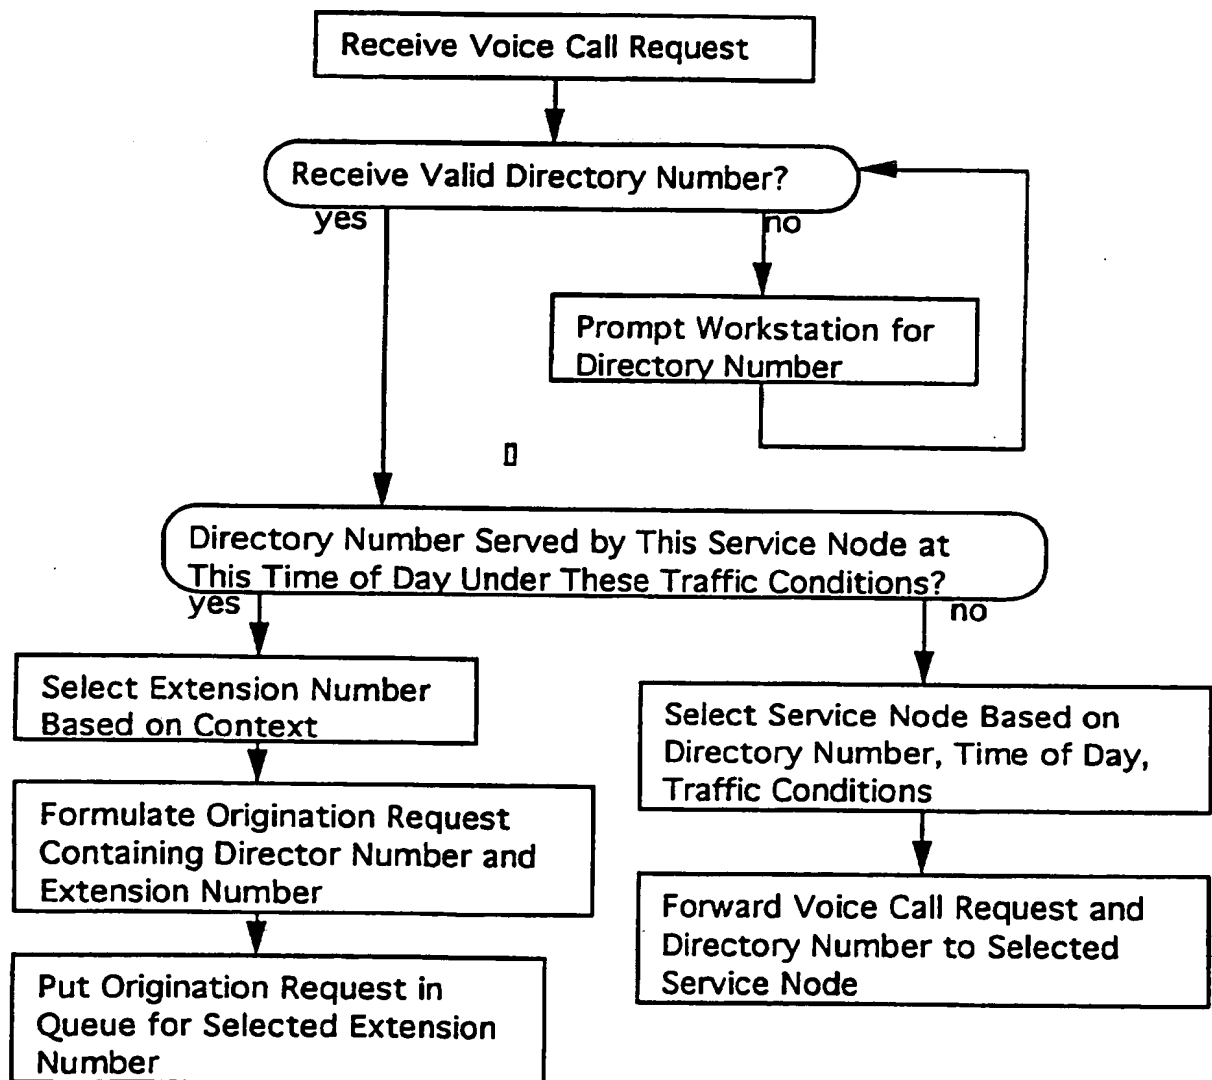 Receive Voice Call Request
Receive Valid Directory Number?
yes
no
Prompt Workstation for
Directory Number
Directory Number Served by This Service Node at
This Time of Day Under These Traffic Conditions?
yes
no
Select Extension Number
Based on Context
Formulate Origination Request
Containing Director Number and
Extension Number
Put Origination Request in
Queue for Selected Extension
Number
Select Service Node Based on
Directory Number, Time of Day,
Traffic Conditions
Forward Voice Call Request and
Directory Number to Selected
Service Node